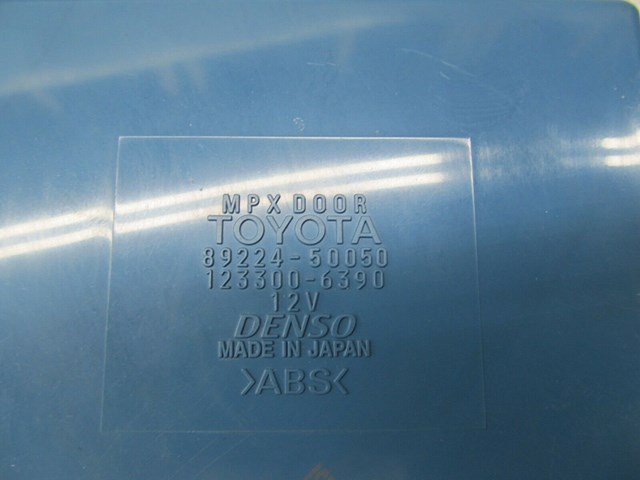 MPX DOOR
TOYOTA
89224-50050
123300-6390
12V
DENSO
MADE IN JAPAN
>ABS<